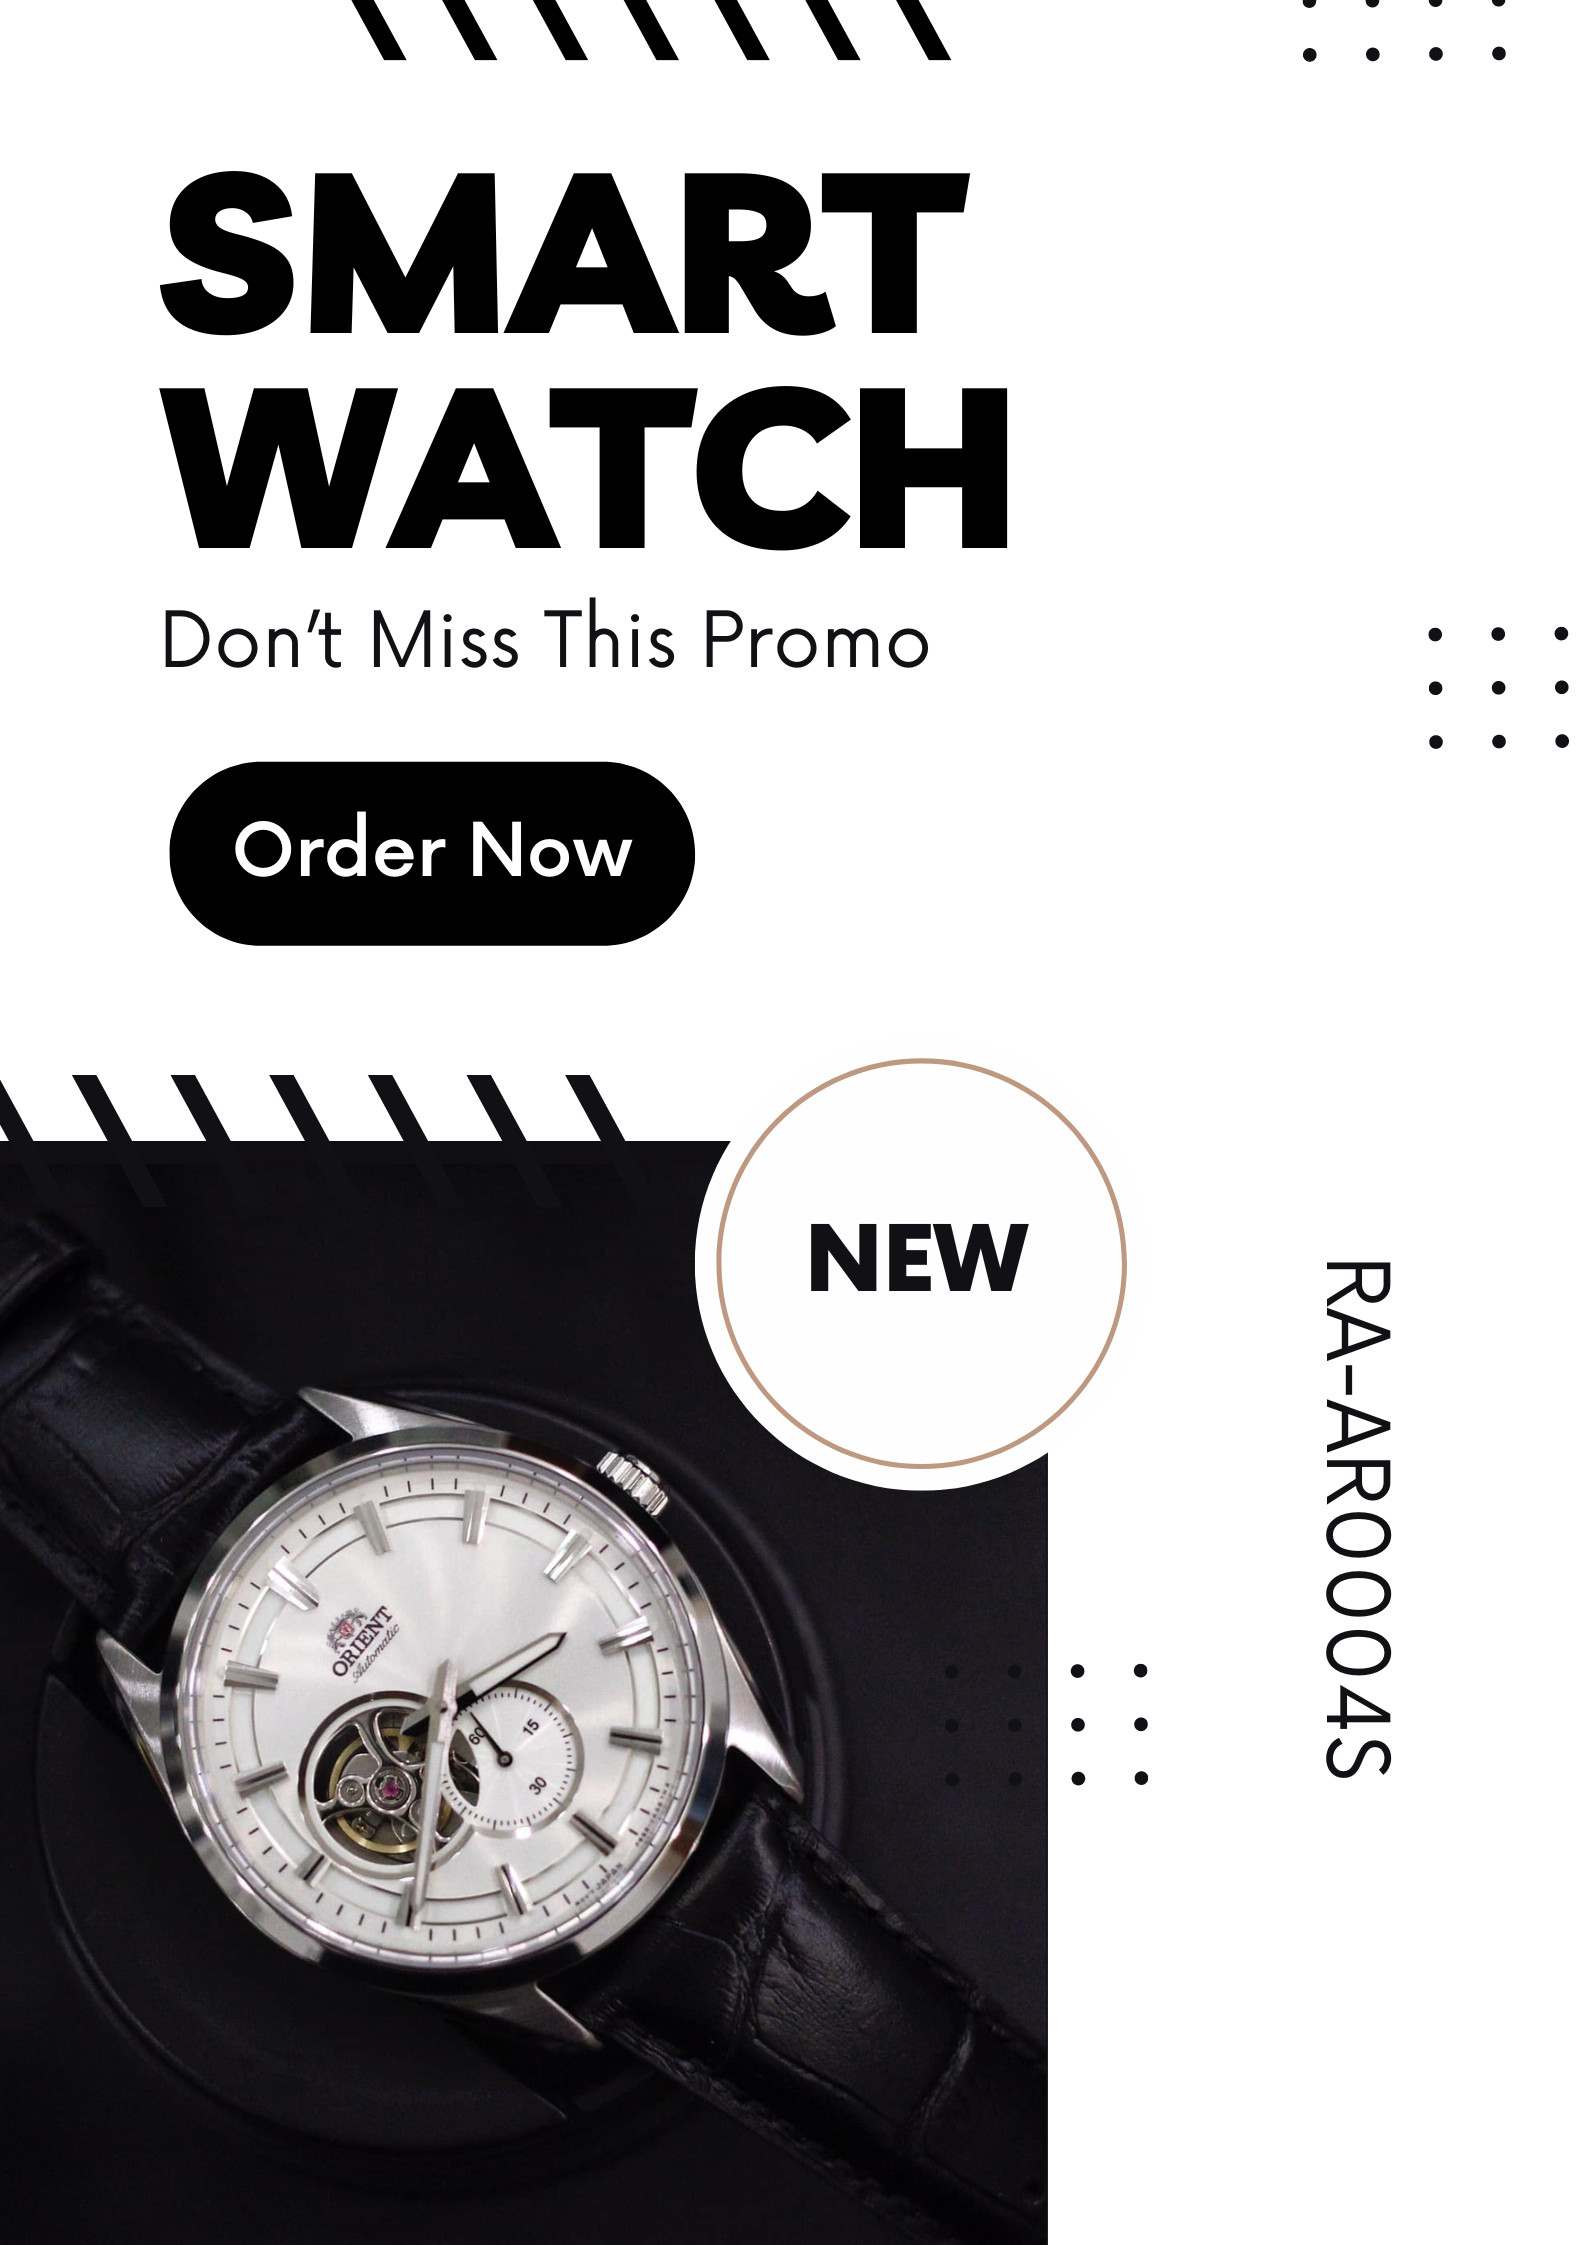 SMART
WATCH
Don't Miss This Promo
Order Now
NEW
RA-AR0004S
ORIENT
Automatic
60
15
30